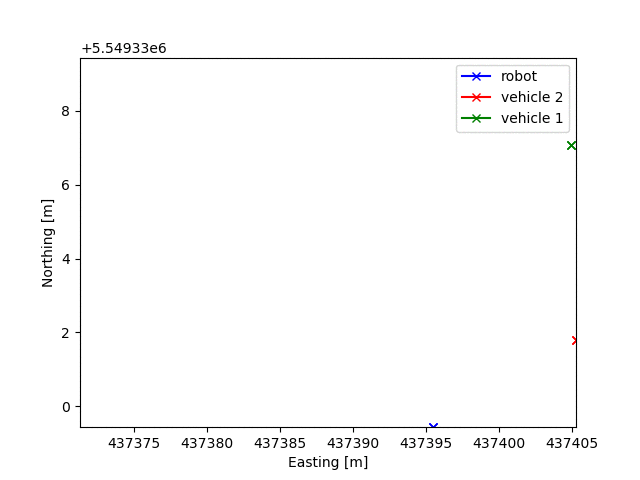 +5.54933e6
robot
vehicle 2
vehicle 1
8
6
4
2
0
Northing [m]
437375 437380 437385 437390 437395 437400 437405
Easting [m]